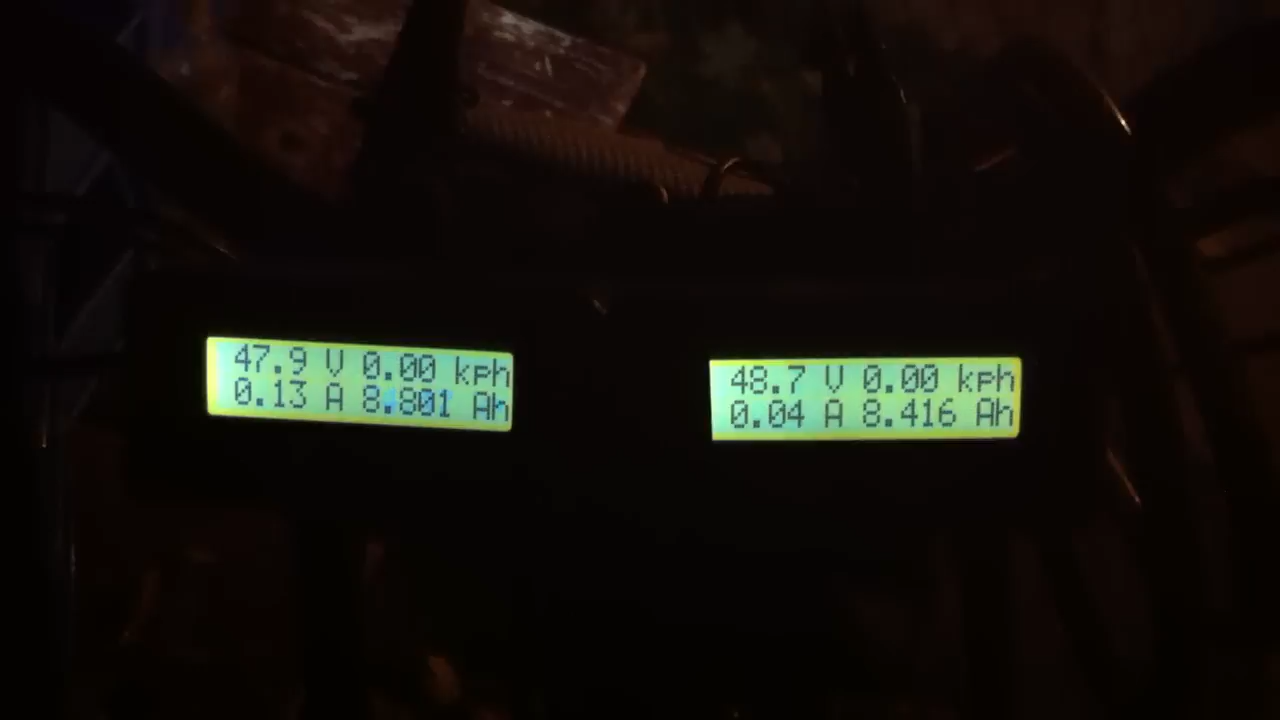 47.9 V 0.00 kph
0.13 A 8.801 Ah
48.7 V 0.00 kph
0.04 A 8.416 Ah